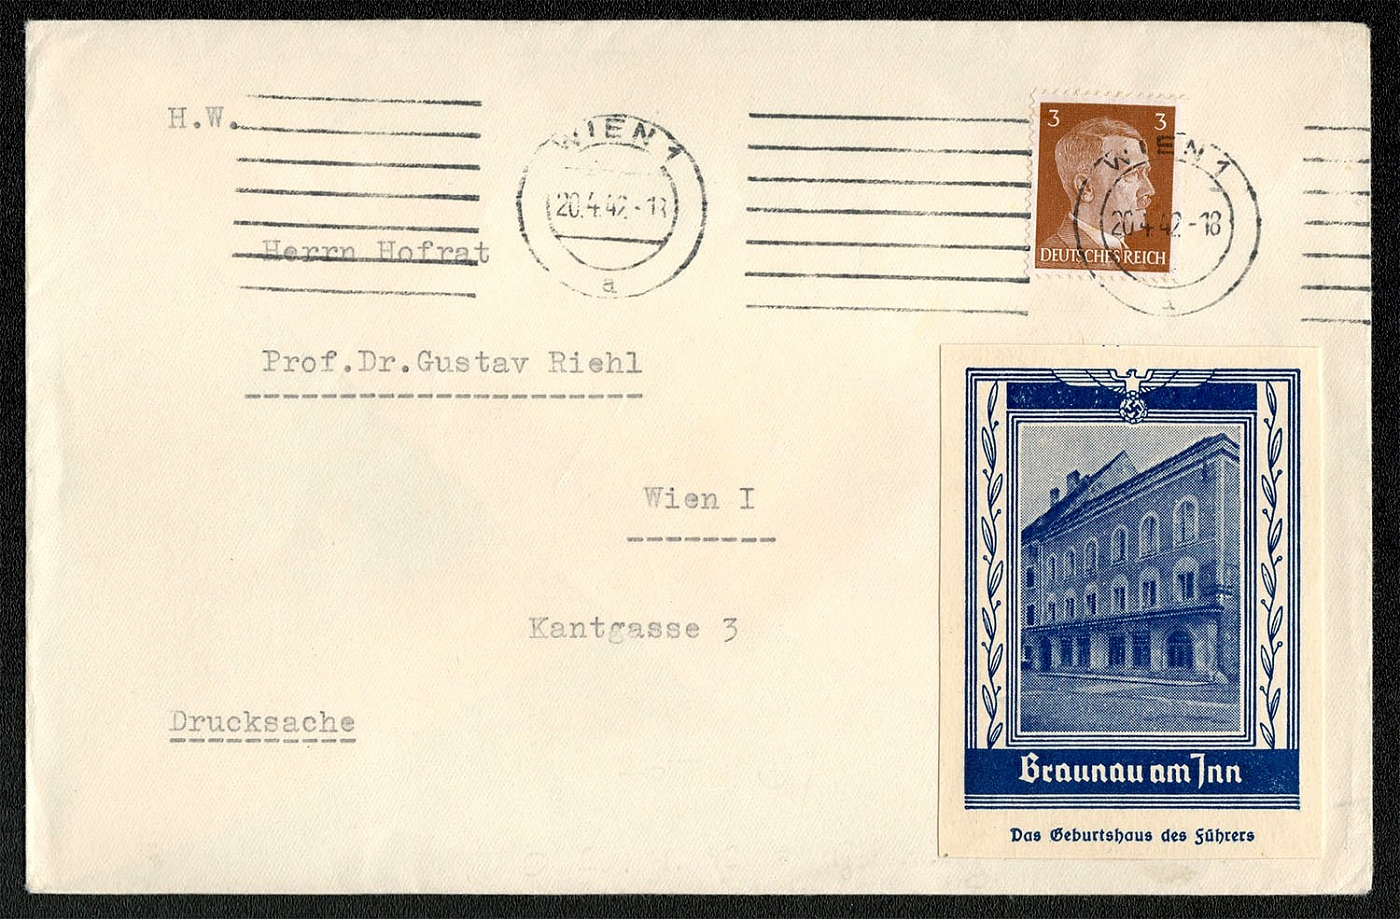 H.W.
WIEN 1
20.4.42.-18
a
3 3
DEUTSCHES REICH
WIEN 1
20.4.42.-18
a
Herrn Hofrat
Prof.Dr.Gustav Riehl
Wien I
Kantgasse 3
Drucksache
Braunau am Inn
Das Geburtshaus des Führers